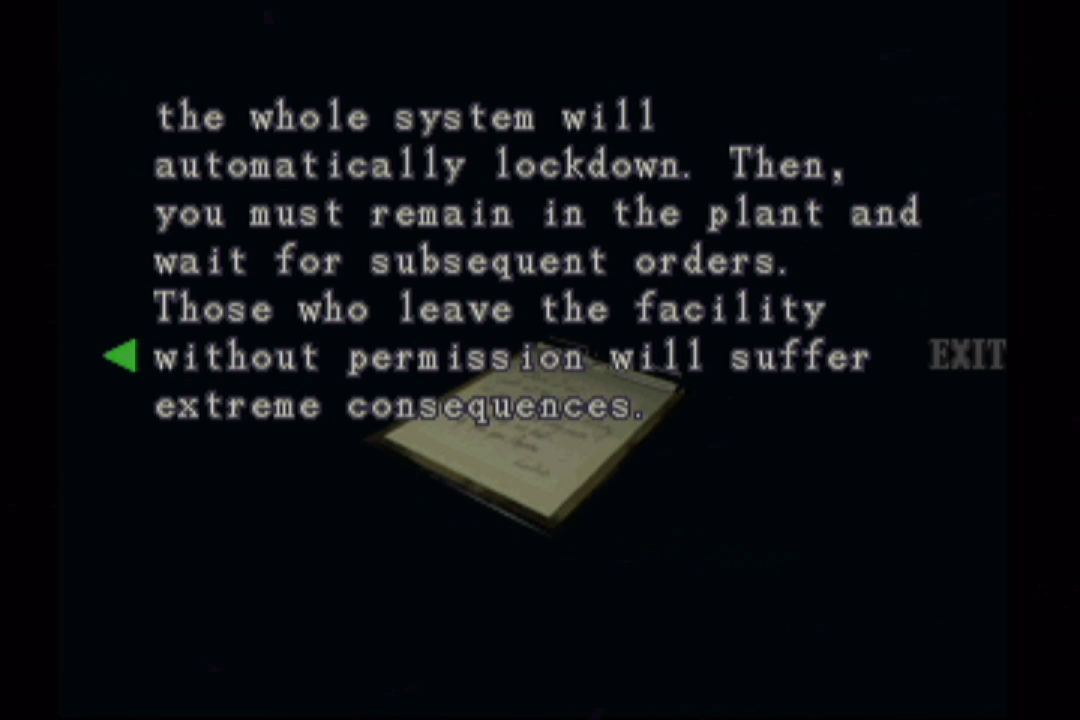 the whole system will
automatically lockdown. Then,
you must remain in the plant and
wait for subsequent orders.
Those who leave the facility
without permission will suffer
extreme consequences.
EXIT